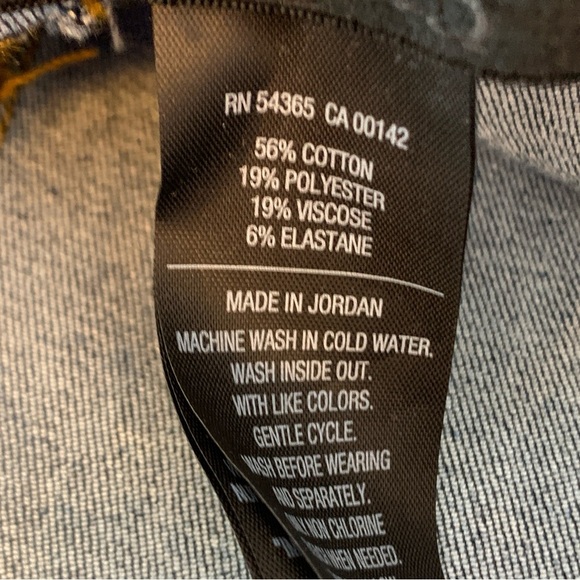 RN 54365 CA 00142
56% COTTON
19% POLYESTER
19% VISCOSE
6% ELASTANE
MADE IN JORDAN
MACHINE WASH IN COLD WATER.
WASH INSIDE OUT.
WITH LIKE COLORS.
GENTLE CYCLE.
WASH BEFORE WEARING
AND SEPARATELY.
NON CHLORINE
WHEN NEEDED.